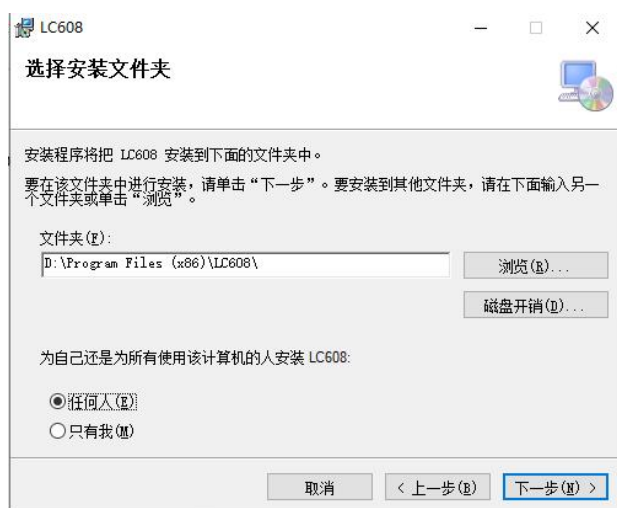 LC608
选择安装文件夹
安装程序将把 LC608 安装到下面的文件夹中。
要在该文件夹中进行安装，请单击“下一步”。要安装到其他文件夹，请在下面输入另一
个文件夹或单击“浏览”。
文件夹(F):
D:\Program Files (x86)\LC608\
浏览(R)...
磁盘开销(D)...
为自己还是为所有使用该计算机的人安装 LC608:
任何人(E)
只有我(M)
取消
< 上一步(B)
下一步(N) >